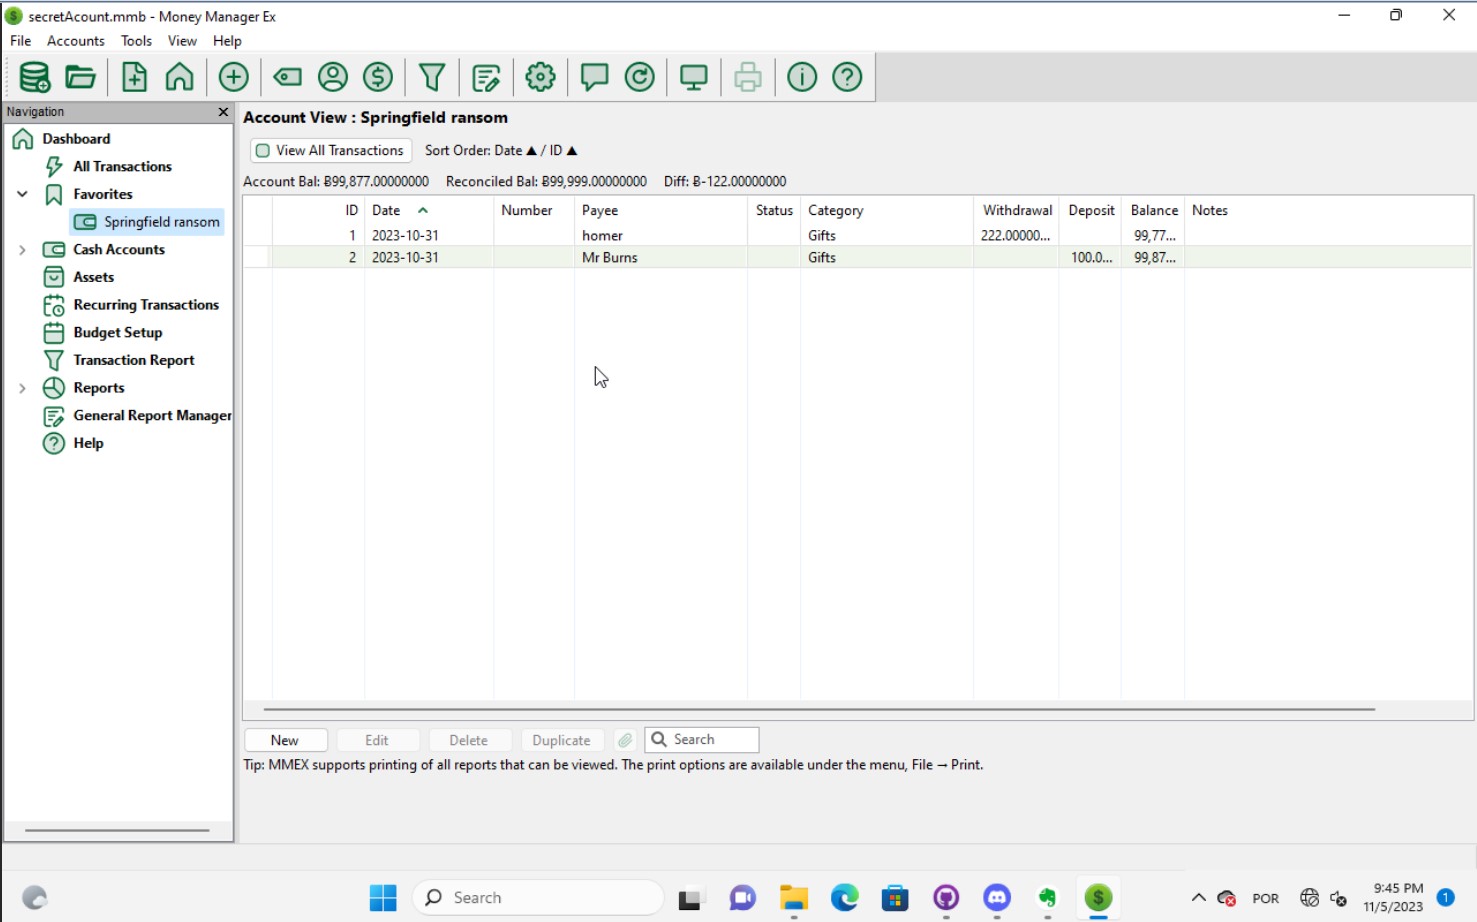 secretAcount.mmb - Money Manager Ex
File Accounts Tools View Help
Navigation
Dashboard
All Transactions
Favorites
Springfield ransom
Cash Accounts
Assets
Recurring Transactions
Budget Setup
Transaction Report
Reports
General Report Manager
Help
Account View : Springfield ransom
View All Transactions Sort Order: Date ▲ / ID ▲
Account Bal: Ƀ99,877.00000000 Reconciled Bal: Ƀ99,999.00000000 Diff: Ƀ-122.00000000
ID Date Number Payee Status Category Withdrawal Deposit Balance Notes
1 2023-10-31 homer Gifts 222.00000... 99,77...
2 2023-10-31 Mr Burns Gifts 100.0... 99,87...
New Edit Delete Duplicate Search
Tip: MMEX supports printing of all reports that can be viewed. The print options are available under the menu, File → Print.
Search
POR
9:45 PM
11/5/2023
1